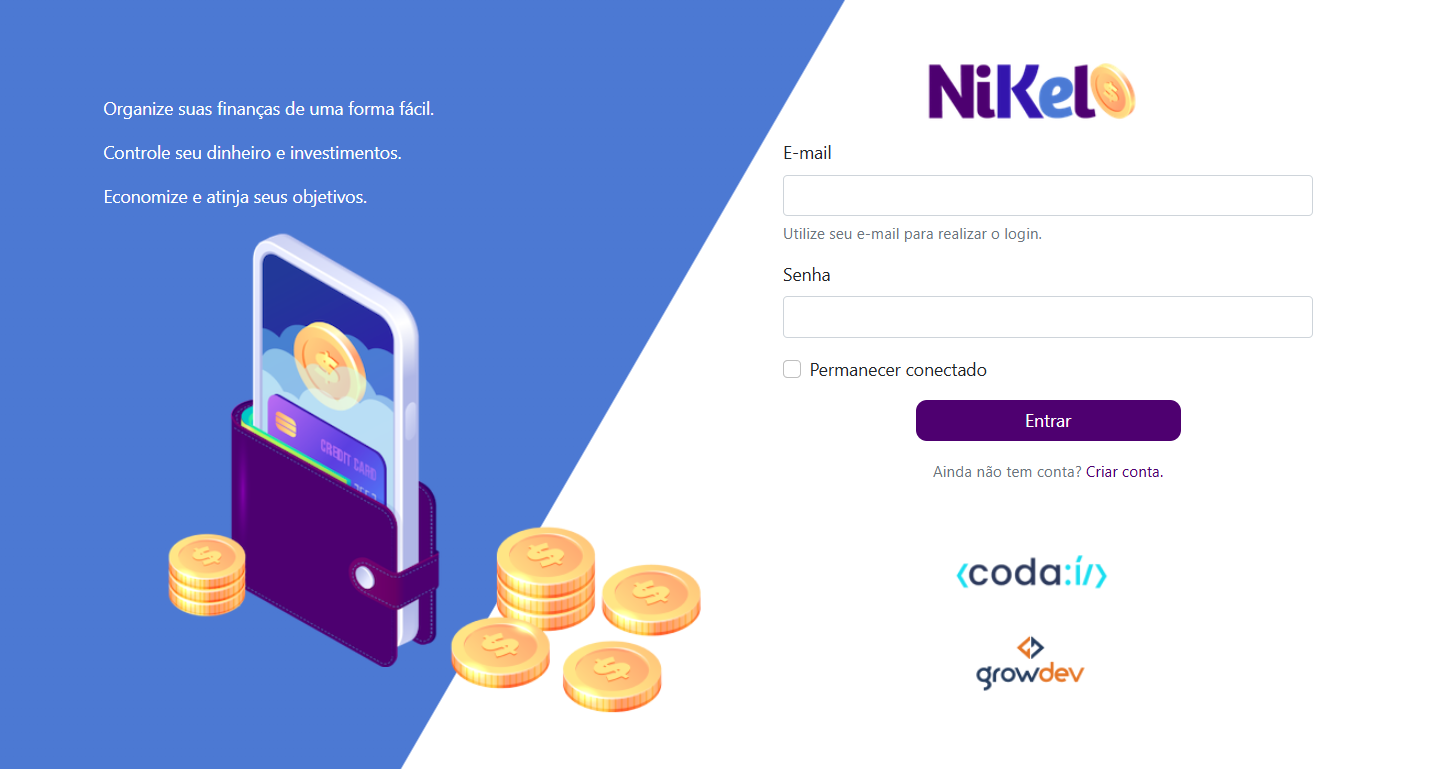 Organize suas finanças de uma forma fácil.
Controle seu dinheiro e investimentos.
Economize e atinja seus objetivos.
CREDIT CARD
NiKel
E-mail
Utilize seu e-mail para realizar o login.
Senha
Permanecer conectado
Entrar
Ainda não tem conta? Criar conta.
<coda:í/>
growdev